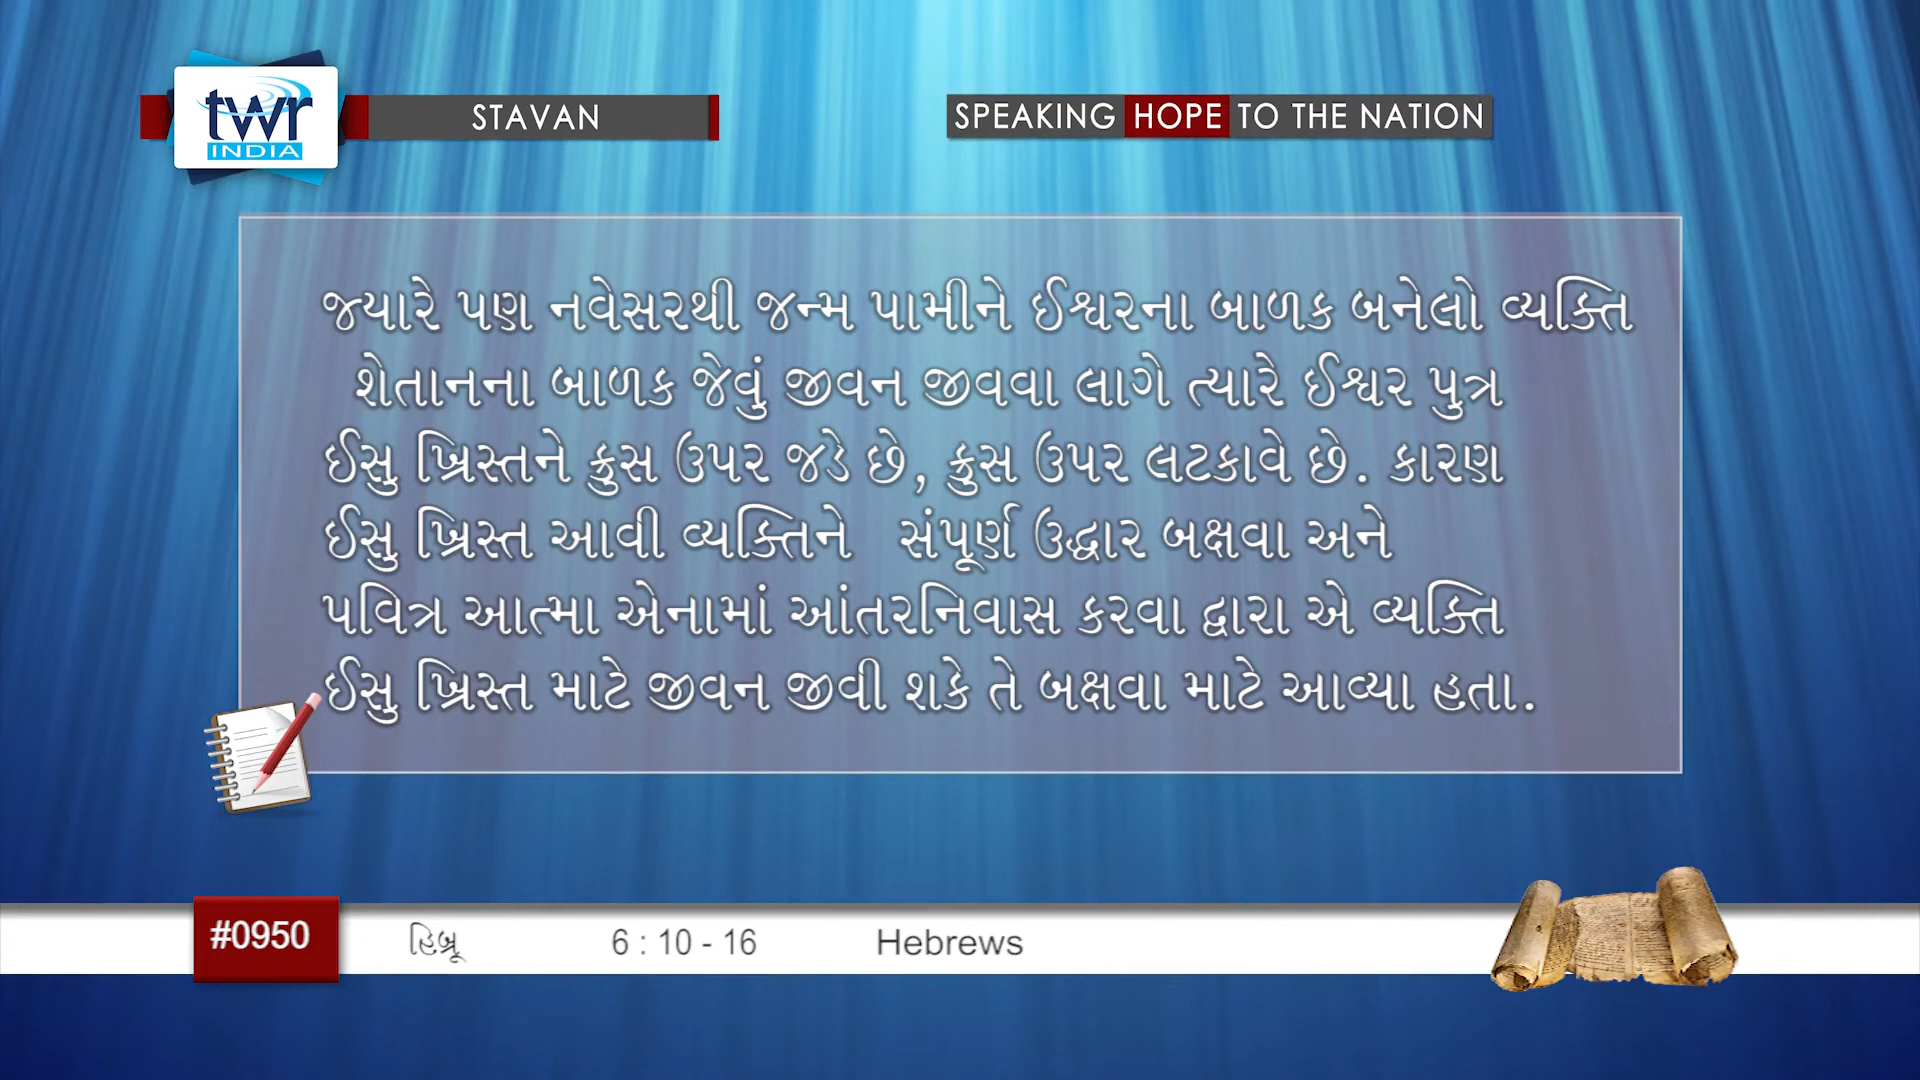 twr
INDIA
STAVAN
SPEAKING HOPE TO THE NATION
જ્યારે પણ નવેસરથી જન્મ પામીને ઈશ્વરના બાળક બનેલો વ્યક્તિ
શેતાનના બાળક જેવું જીવન જીવવા લાગે ત્યારે ઈશ્વર પુત્ર
ઈસુ ખ્રિસ્તને ક્રુસ ઉપર જડે છે, ક્રુસ ઉપર લટકાવે છે. કારણ
ઈસુ ખ્રિસ્ત આવી વ્યક્તિને સંપૂર્ણ ઉદ્ધાર બક્ષવા અને
પવિત્ર આત્મા એનામાં આંતરનિવાસ કરવા દ્વારા એ વ્યક્તિ
ઈસુ ખ્રિસ્ત માટે જીવન જીવી શકે તે બક્ષવા માટે આવ્યા હતા.
#0950 હિબ્રૂ 6 : 10 - 16 Hebrews